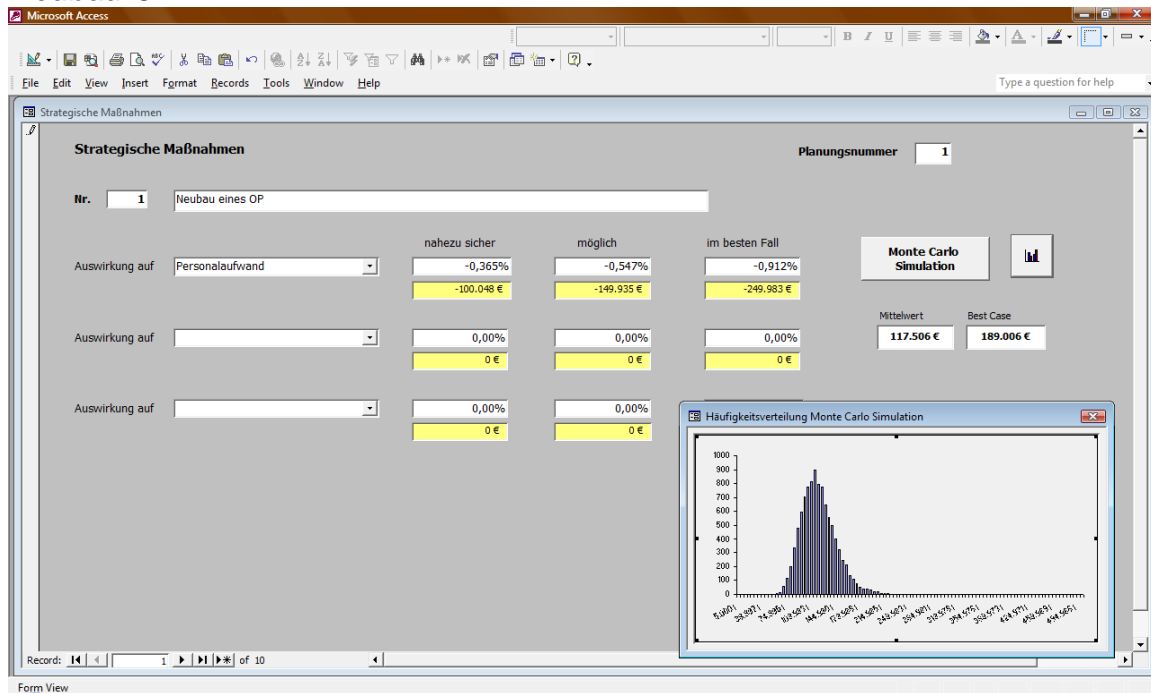 Microsoft Access
B I U
File Edit View Insert Format Records Tools Window Help
Type a question for help
Strategische Maßnahmen
Strategische Maßnahmen
Planungsnummer 1
Nr. 1 Neubau eines OP
nahezu sicher möglich im besten Fall
Auswirkung auf Personalaufwand -0,365% -0,547% -0,912%
-100.048 € -149.935 € -249.983 €
Monte Carlo
Simulation
Mittelwert Best Case
117.506 € 189.006 €
Auswirkung auf 0,00% 0,00% 0,00%
0 € 0 € 0 €
Auswirkung auf 0,00% 0,00%
0 € 0 €
Häufigkeitsverteilung Monte Carlo Simulation
1000
900
800
700
600
500
400
300
200
100
0
Record: 1 of 10
Form View